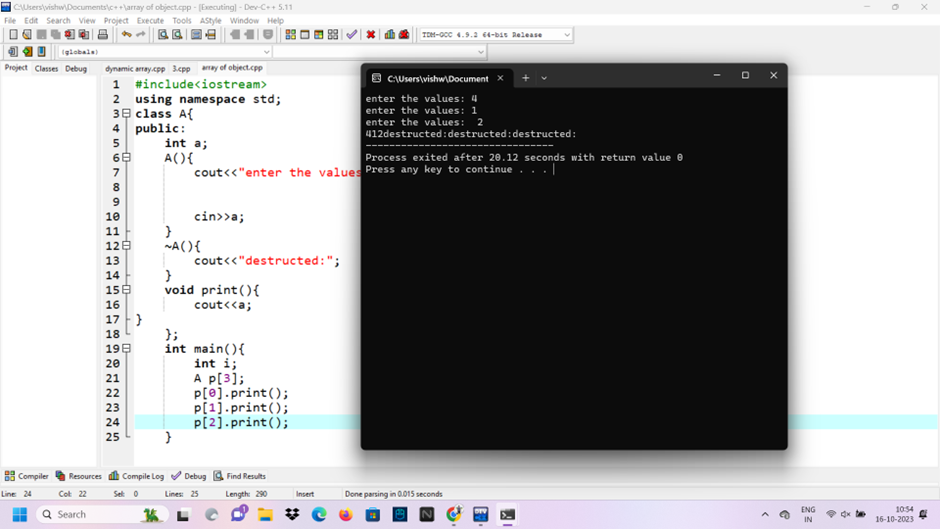 C:\Users\vishw\Documents\c++\array of object.cpp - [Executing] - Dev-C++ 5.11
File Edit Search View Project Execute Tools AStyle Window Help
TDM-GCC 4.9.2 64-bit Release
(globals)
Project Classes Debug dynamic array.cpp 3.cpp array of object.cpp
1 #include<iostream>
2 using namespace std;
3 class A{
4 public:
5 int a;
6 A(){
7 cout<<"enter the values
8
9
10 cin>>a;
11 }
12 ~A(){
13 cout<<"destructed:";
14 }
15 void print(){
16 cout<<a;
17 }
18 };
19 int main(){
20 int i;
21 A p[3];
22 p[0].print();
23 p[1].print();
24 p[2].print();
25 }
C:\Users\vishw\Document
enter the values: 4
enter the values: 1
enter the values:  2
412destructed:destructed:destructed:
--------------------------------
Process exited after 20.12 seconds with return value 0
Press any key to continue . . .
Compiler Resources Compile Log Debug Find Results
Line: 24 Col: 22 Sel: 0 Lines: 25 Length: 290 Insert Done parsing in 0.015 seconds
Search
1
ENG
IN
10:54
16-10-2023